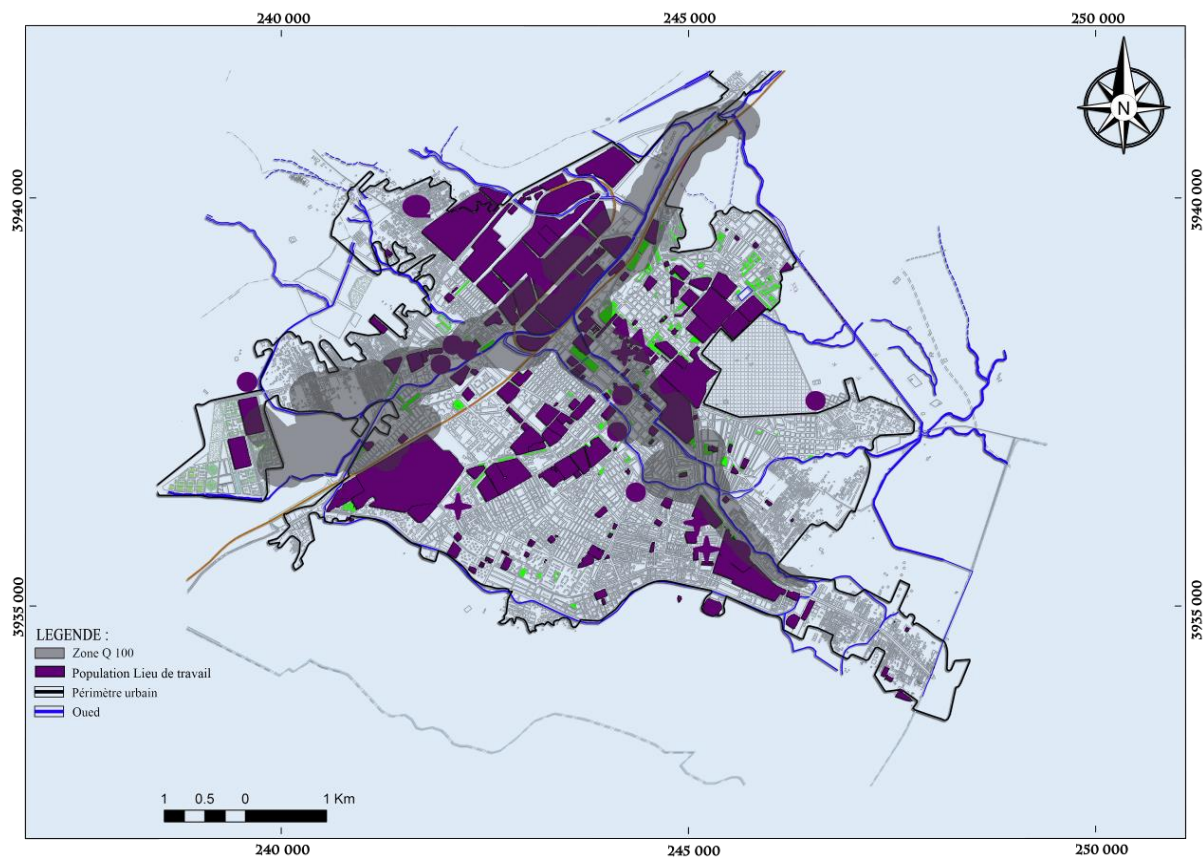 240 000
245 000
250 000
N
3940 000
3940 000
3935 000
3935 000
LEGENDE :
Zone Q 100
Population Lieu de travail
Périmètre urbain
Oued
1 0.5 0 1 Km
240 000
245 000
250 000